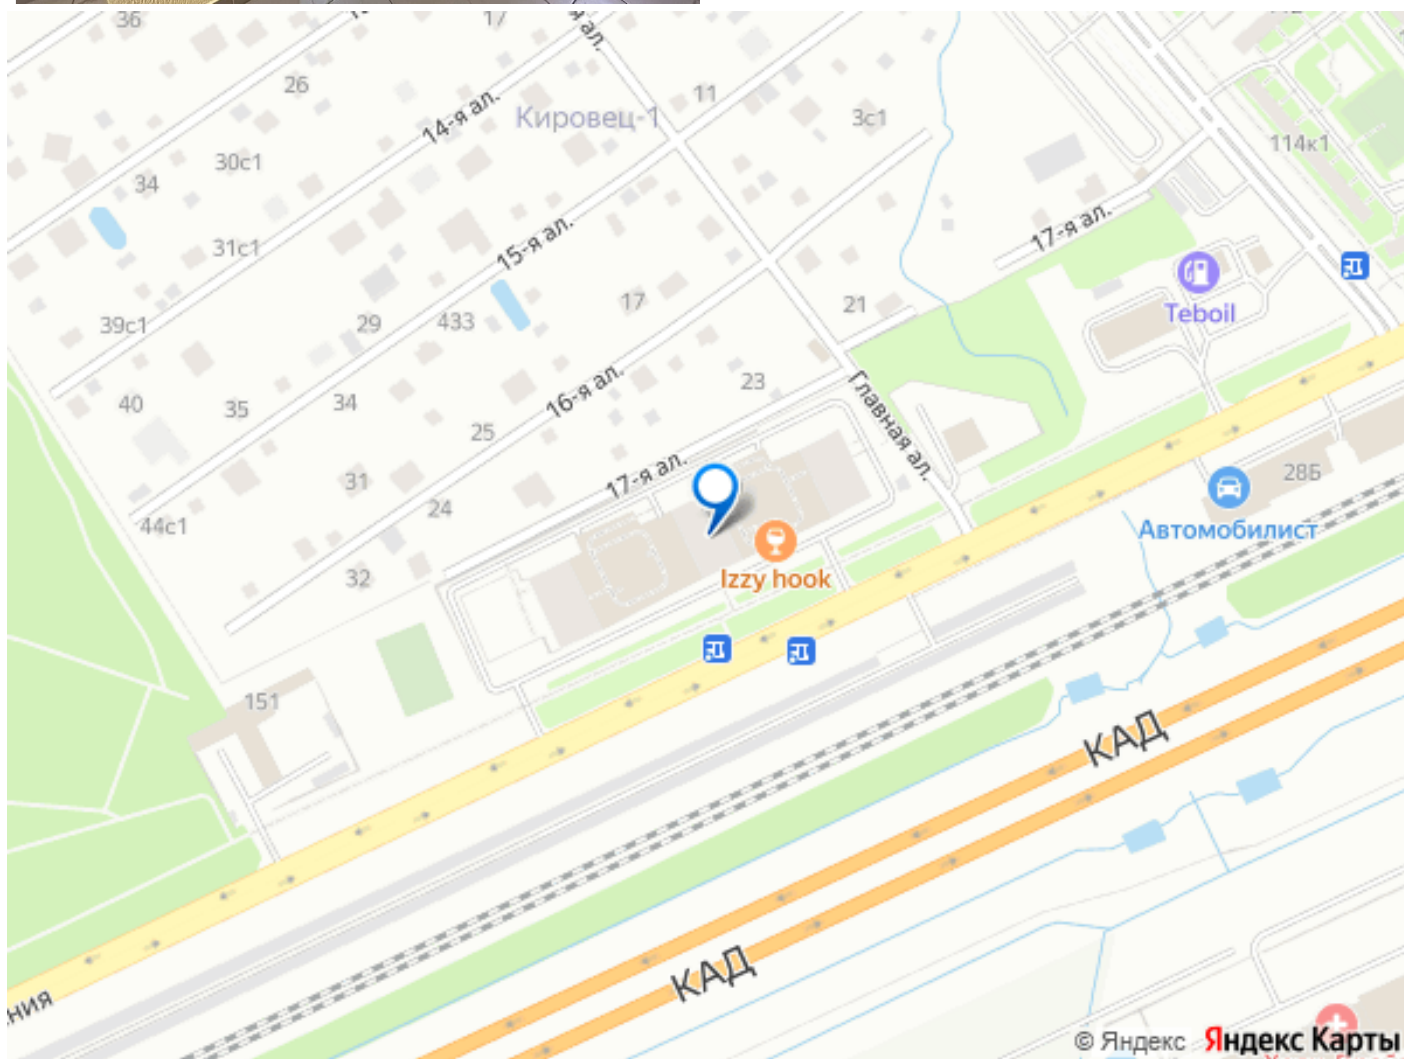 36
17
я ал.
26
11
14-я ал.
Кировец-1
3с1
114к1
30с1
34
15-я ал.
17-я ал.
31с1
Teboil
17
21
39с1
29
433
23
16-я ал.
Главная ал.
40
35
34
25
28Б
17-я ал.
31
24
44с1
Автомобилист
32
Izzy hook
151
КАД
КАД
ния
© Яндекс Яндекс Карты